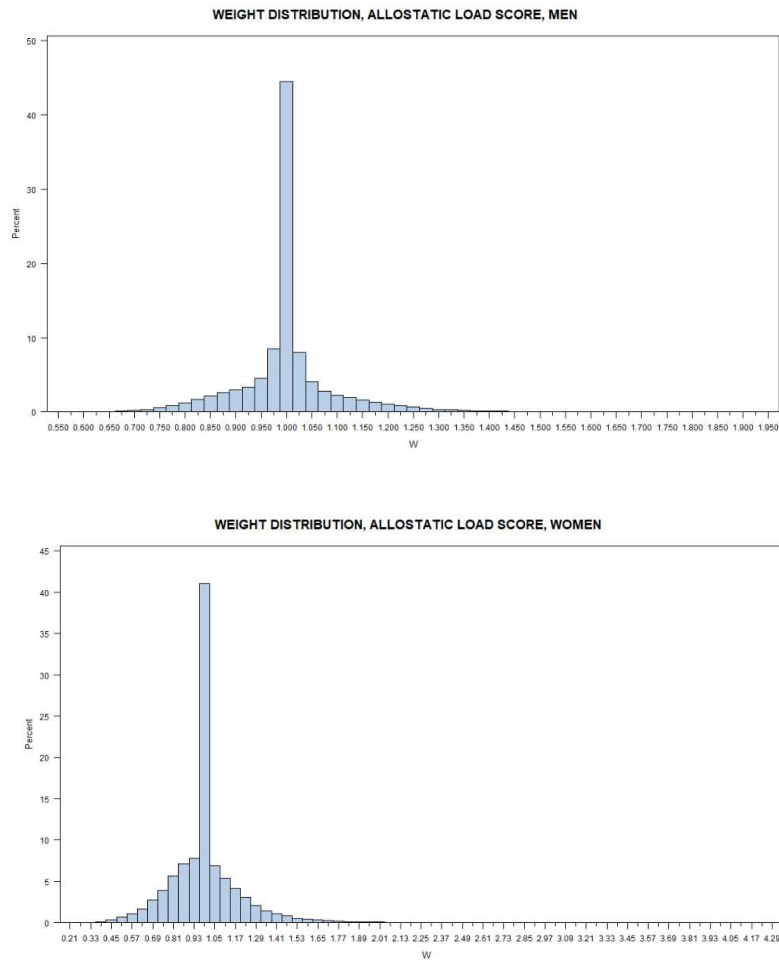 WEIGHT DISTRIBUTION, ALLOSTATIC LOAD SCORE, MEN
50
40
30
20
10
0
Percent
0.550 0.600 0.650 0.700 0.750 0.800 0.850 0.900 0.950 1.000 1.050 1.100 1.150 1.200 1.250 1.300 1.350 1.400 1.450 1.500 1.550 1.600 1.650 1.700 1.750 1.800 1.850 1.900 1.950
W
WEIGHT DISTRIBUTION, ALLOSTATIC LOAD SCORE, WOMEN
45
40
35
30
25
20
15
10
5
0
Percent
0.21 0.33 0.45 0.57 0.69 0.81 0.93 1.05 1.17 1.29 1.41 1.53 1.65 1.77 1.89 2.01 2.13 2.25 2.37 2.49 2.61 2.73 2.85 2.97 3.09 3.21 3.33 3.45 3.57 3.69 3.81 3.93 4.05 4.17 4.29
W